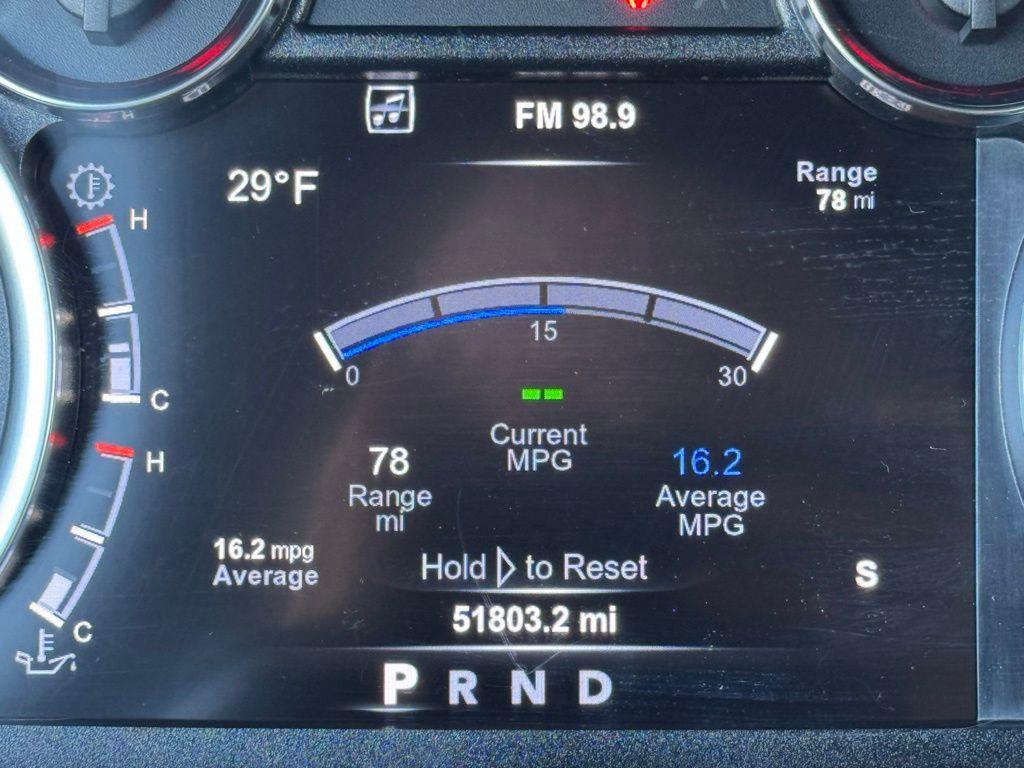 FM 98.9
29°F
Range
78 mi
H
15
0
30
C
--
Current
MPG
H
78
Range
mi
16.2
Average
MPG
16.2 mpg
Average
Hold ▷ to Reset
S
51803.2 mi
C
P R N D